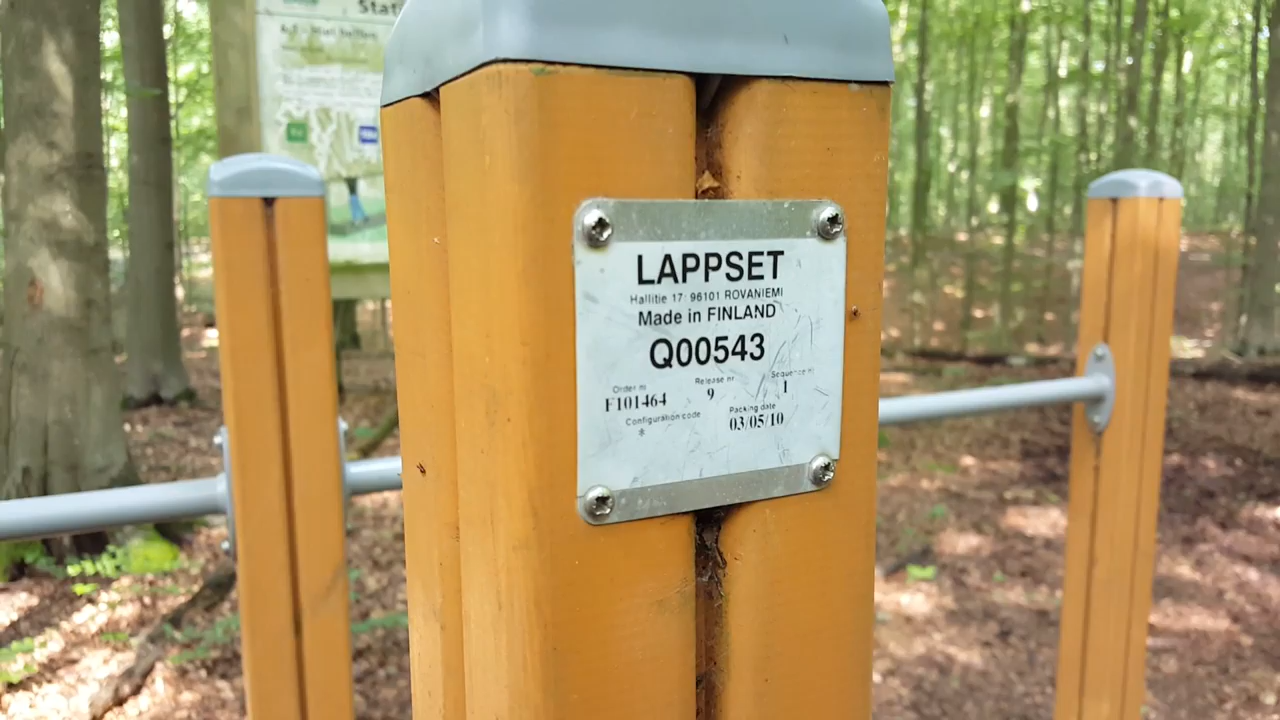 LAPPSET
Hallitie 17· 96101 ROVANIEMI
Made in FINLAND
Q00543
Order nr Release nr Sequence nr
F101464 9 1
Configuration code Packing date
* 03/05/10